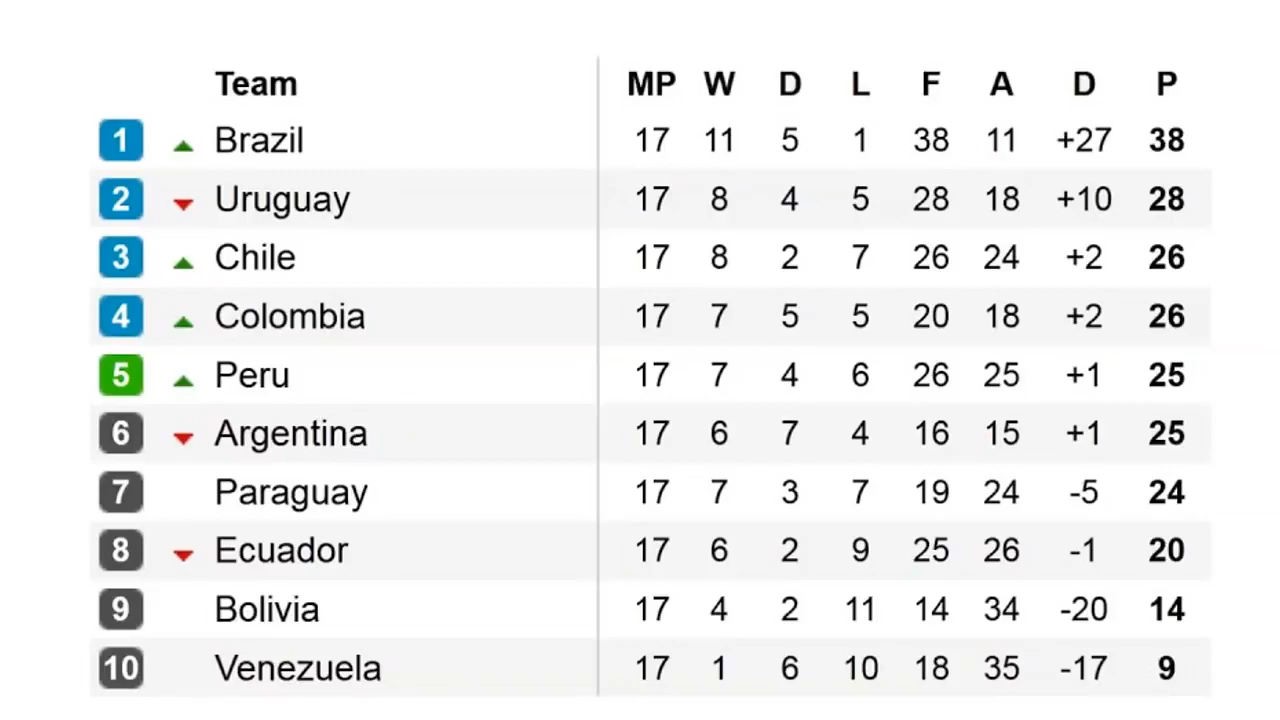 Team MP W D L F A D P
1 Brazil 17 11 5 1 38 11 +27 38
2 Uruguay 17 8 4 5 28 18 +10 28
3 Chile 17 8 2 7 26 24 +2 26
4 Colombia 17 7 5 5 20 18 +2 26
5 Peru 17 7 4 6 26 25 +1 25
6 Argentina 17 6 7 4 16 15 +1 25
7 Paraguay 17 7 3 7 19 24 -5 24
8 Ecuador 17 6 2 9 25 26 -1 20
9 Bolivia 17 4 2 11 14 34 -20 14
10 Venezuela 17 1 6 10 18 35 -17 9